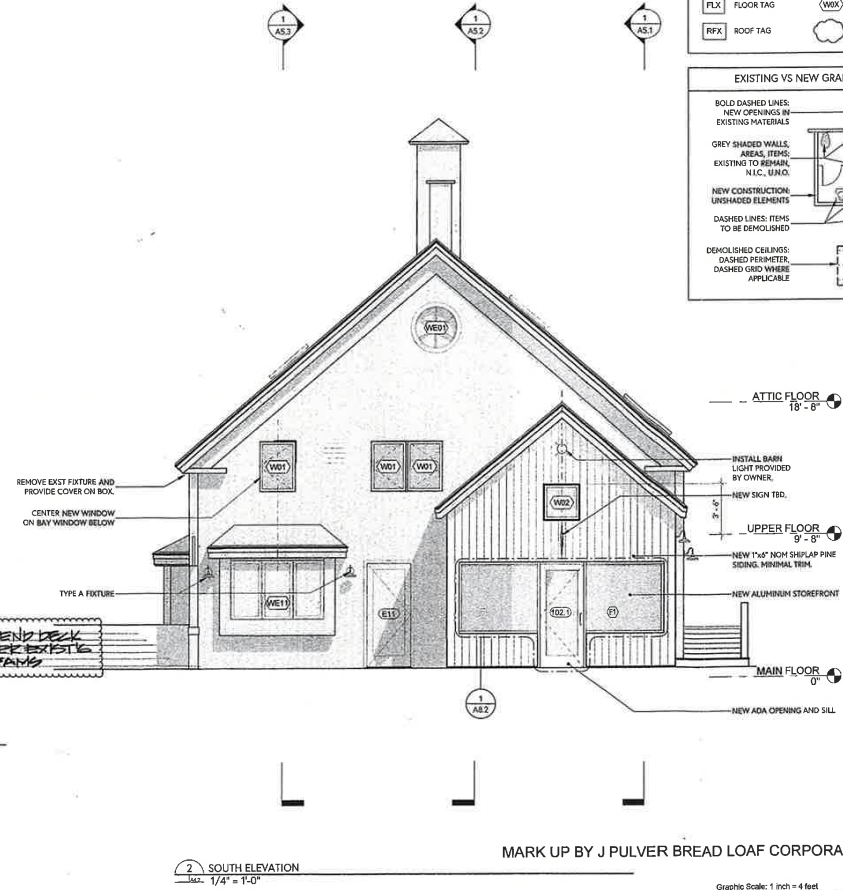 1
A5.3
1
A5.2
1
A5.1
FLX
FLOOR TAG
W0X
RFX
ROOF TAG
EXISTING VS NEW GRA
BOLD DASHED LINES:
NEW OPENINGS IN
EXISTING MATERIALS
GREY SHADED WALLS,
AREAS, ITEMS:
EXISTING TO REMAIN,
N.I.C., U.N.O.
NEW CONSTRUCTION:
UNSHADED ELEMENTS
DASHED LINES: ITEMS
TO BE DEMOLISHED
DEMOLISHED CEILINGS:
DASHED PERIMETER,
DASHED GRID WHERE
APPLICABLE
WE01
ATTIC FLOOR
18' - 8"
W01
W01
W01
INSTALL BARN
LIGHT PROVIDED
BY OWNER.
REMOVE EXST FIXTURE AND
PROVIDE COVER ON BOX.
W02
NEW SIGN TBD.
3'-6"
CENTER NEW WINDOW
ON BAY WINDOW BELOW
UPPER FLOOR
9' - 8"
NEW 1"x6" NOM SHIPLAP PINE
SIDING. MINIMAL TRIM.
TYPE A FIXTURE
NEW ALUMINUM STOREFRONT
WE11
E11
102.1
F1
END DECK
ER EXIST'G
MAIN FLOOR
0"
1
A8.2
NEW ADA OPENING AND SILL
MARK UP BY J PULVER BREAD LOAF CORPORA
2
SOUTH ELEVATION
1/4" = 1'-0"
Graphic Scale: 1 inch = 4 feet